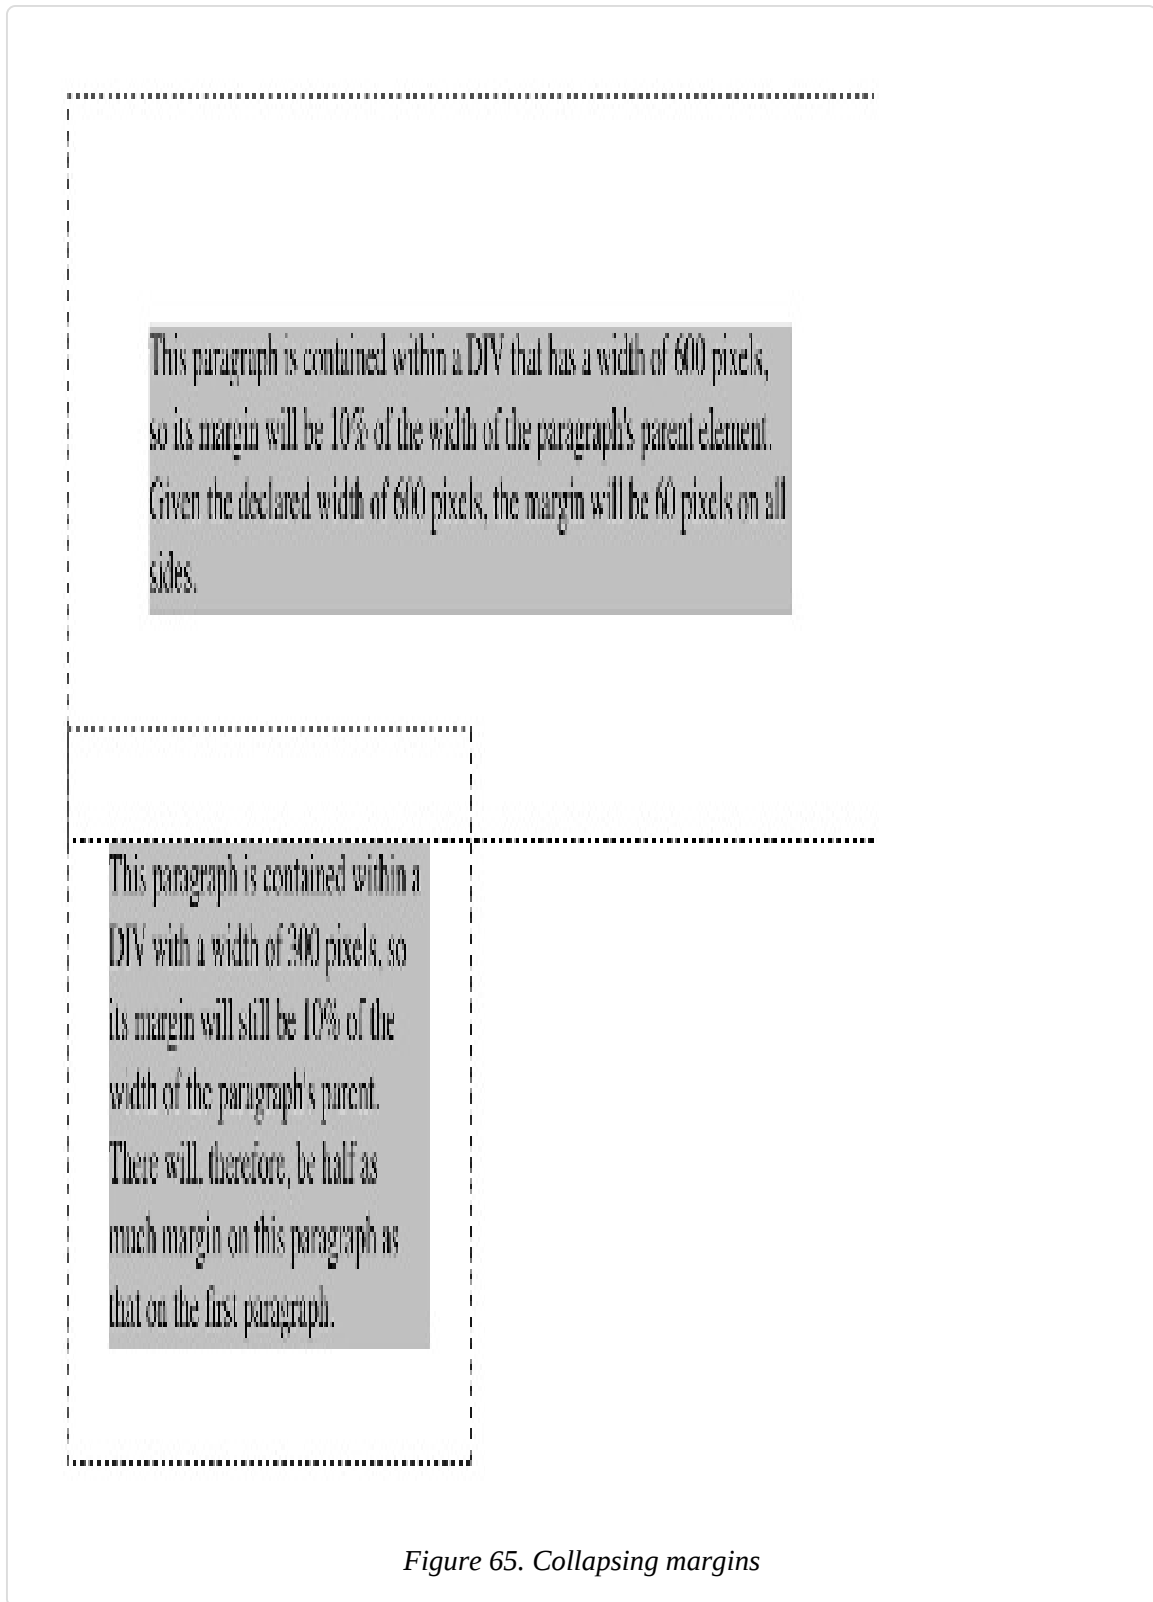 This paragraph is contained within a DIV that has a width of 600 pixels,
so its margin will be 10% of the width of the paragraph's parent element.
Given the declared width of 600 pixels, the margin will be 60 pixels on all
sides.
This paragraph is contained within a
DIV with a width of 300 pixels, so
its margin will still be 10% of the
width of the paragraph's parent.
There will, therefore, be half as
much margin on this paragraph as
that on the first paragraph.
Figure 65. Collapsing margins